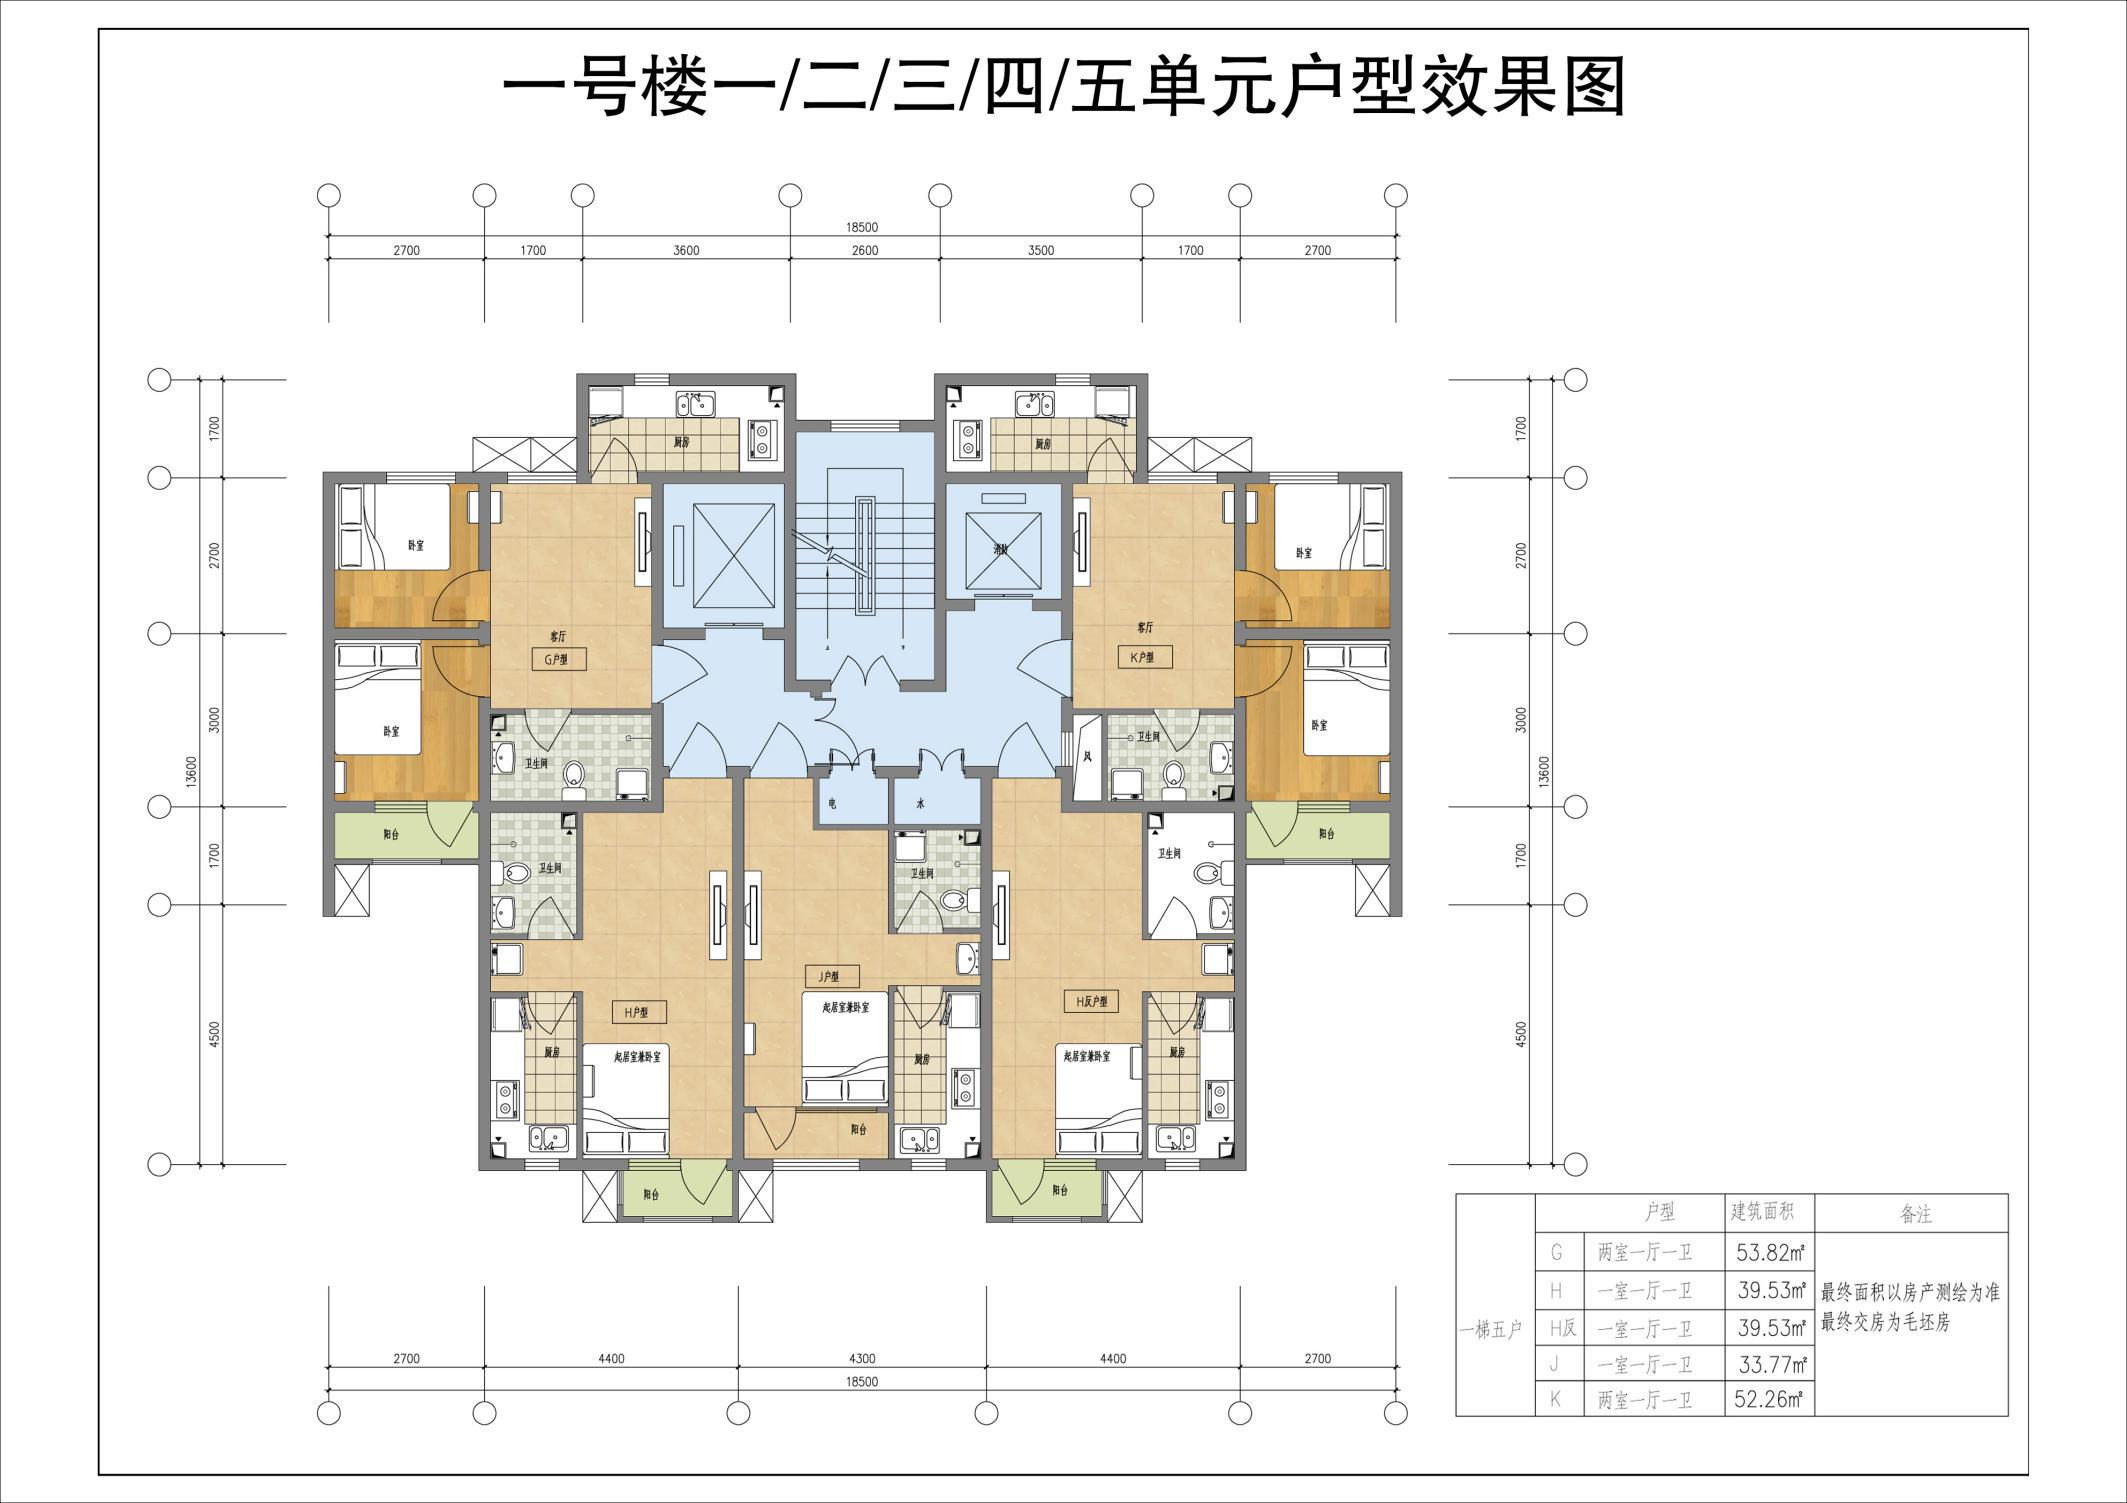 一号楼一/二/三/四/五单元户型效果图
18500
2700 1700 3600 2600 3500 1700 2700
厨房 厨房
1700 1700
卧室 消防 卧室
2700 2700
客厅 客厅
G户型 K户型
卧室 卧室
3000 3000
卫生间 风 卫生间
13600 13600
电 水
阳台 阳台
1700 1700
卫生间 卫生间 卫生间
J户型
H户型 H反户型
起居室兼卧室
4500 4500
厨房 起居室兼卧室 厨房 起居室兼卧室 厨房
阳台
阳台 阳台
2700 4400 4300 4400 2700
18500
户型 建筑面积 备注
一梯五户
G 两室一厅一卫 53.82㎡
H 一室一厅一卫 39.53㎡
H反 一室一厅一卫 39.53㎡
J 一室一厅一卫 33.77㎡
K 两室一厅一卫 52.26㎡
最终面积以房产测绘为准
最终交房为毛坯房